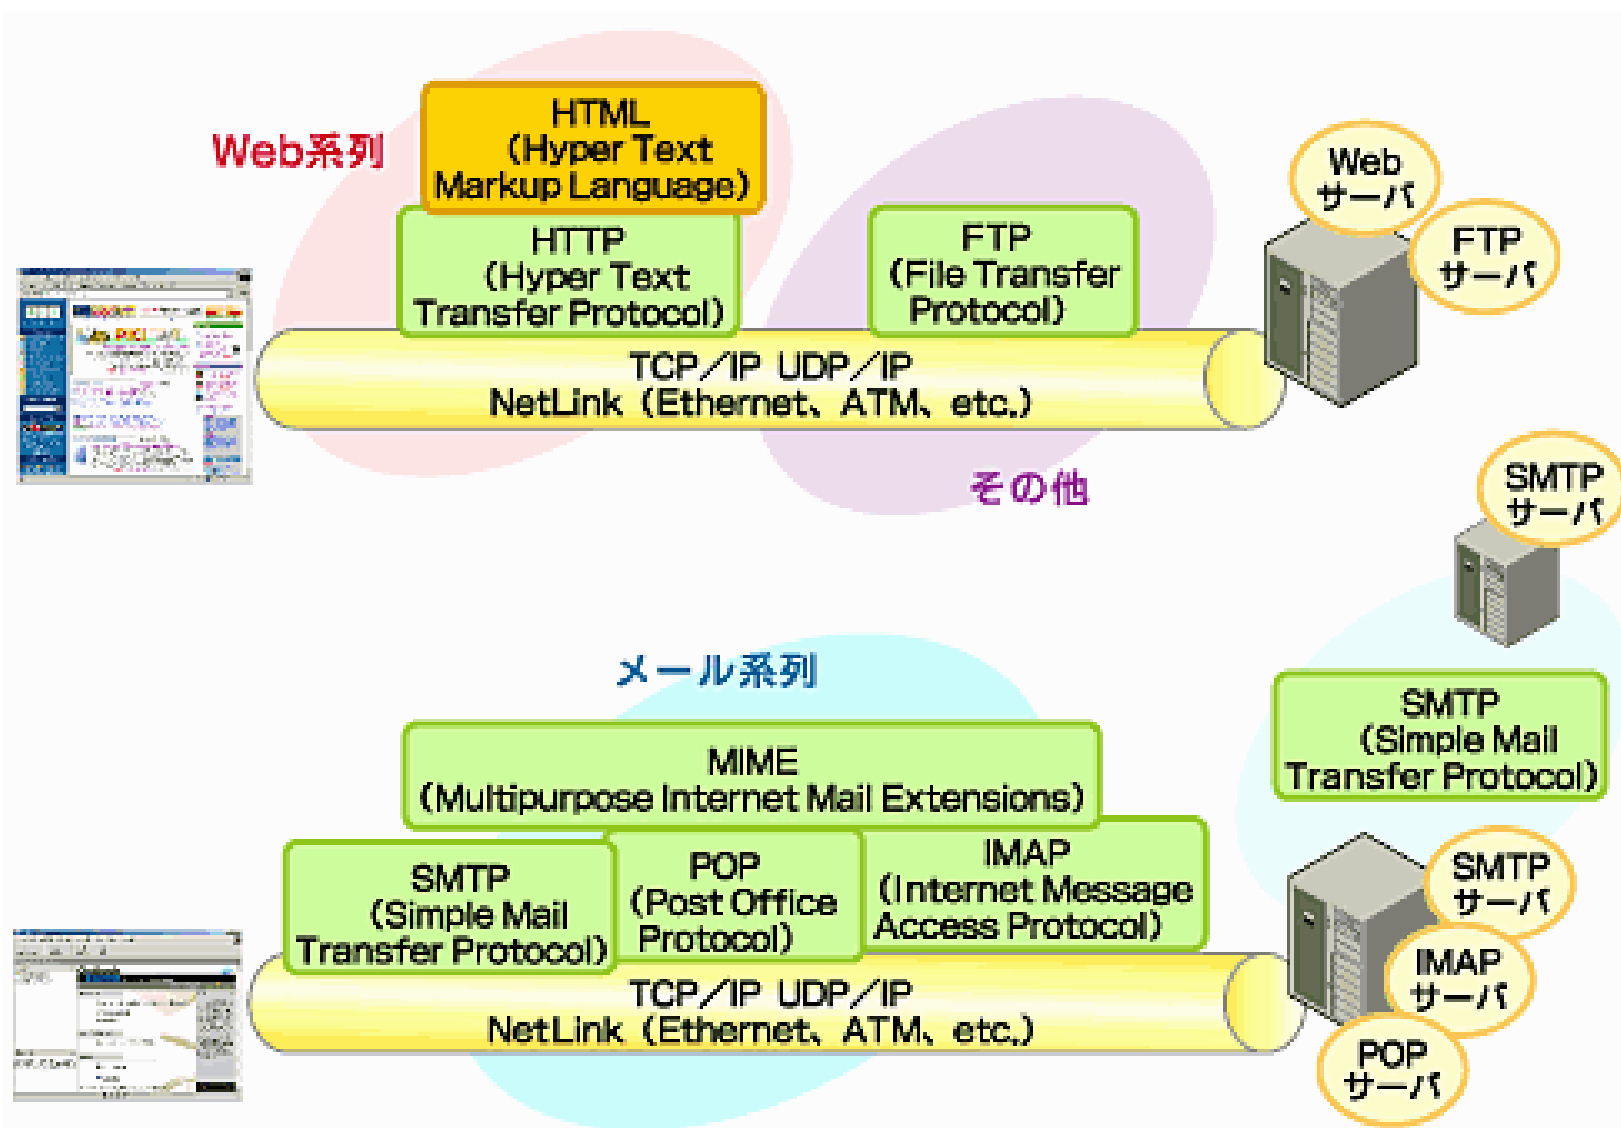 Web系列
HTML
(Hyper Text
Markup Language)
HTTP
(Hyper Text
Transfer Protocol)
FTP
(File Transfer
Protocol)
Web
サーバ
FTP
サーバ
TCP/IP UDP/IP
NetLink (Ethernet、ATM、etc.)
その他
SMTP
サーバ
メール系列
MIME
(Multipurpose Internet Mail Extensions)
SMTP
(Simple Mail
Transfer Protocol)
POP
(Post Office
Protocol)
IMAP
(Internet Message
Access Protocol)
SMTP
(Simple Mail
Transfer Protocol)
SMTP
サーバ
IMAP
サーバ
POP
サーバ
TCP/IP UDP/IP
NetLink (Ethernet、ATM、etc.)